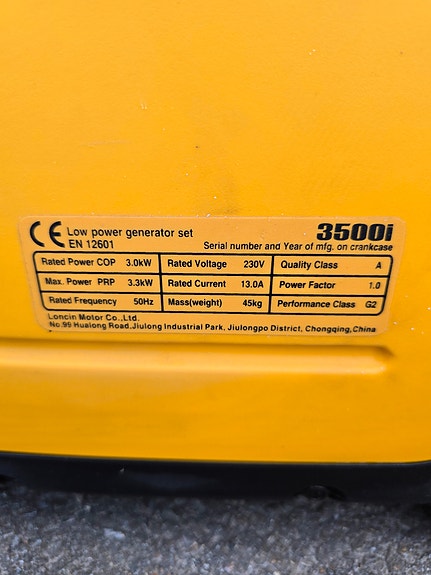 CE Low power generator set 3500i
EN 12601 Serial number and Year of mfg. on crankcase
Rated Power COP 3.0kW Rated Voltage 230V Quality Class A
Max. Power PRP 3.3kW Rated Current 13.0A Power Factor 1.0
Rated Frequency 50Hz Mass(weight) 45kg Performance Class G2
Loncin Motor Co.,Ltd.
No.99 Hualong Road,Jiulong Industrial Park, Jiulongpo District, Chongqing,China